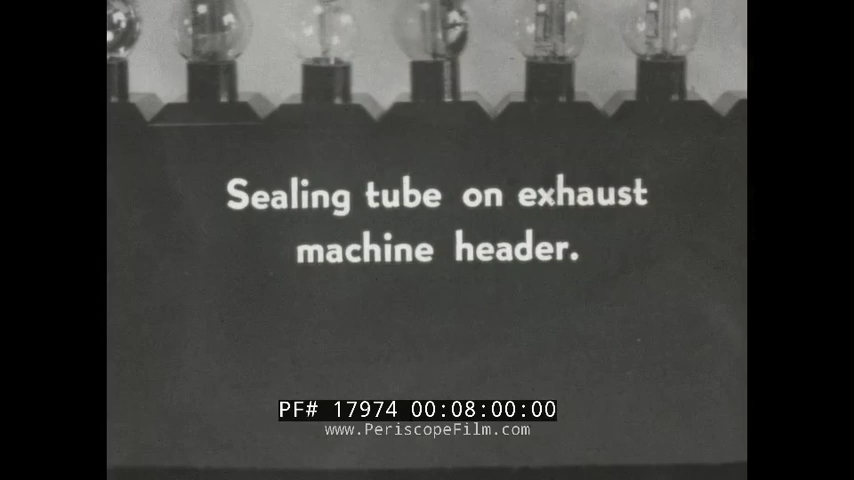 Sealing tube on exhaust
machine header.
PF# 17974 00:08:00:00
www.PeriscopeFilm.com